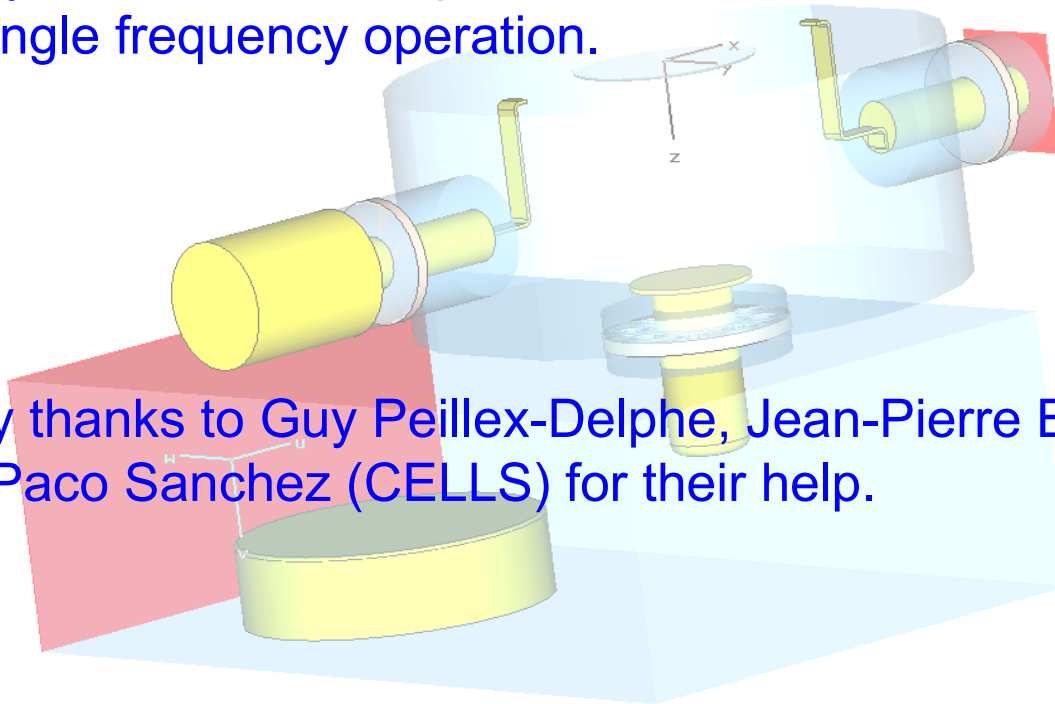 ngle frequency operation.
x
y
z
y thanks to Guy Peillex-Delphe, Jean-Pierre
u
w
v
Paco Sanchez (CELLS) for their help.